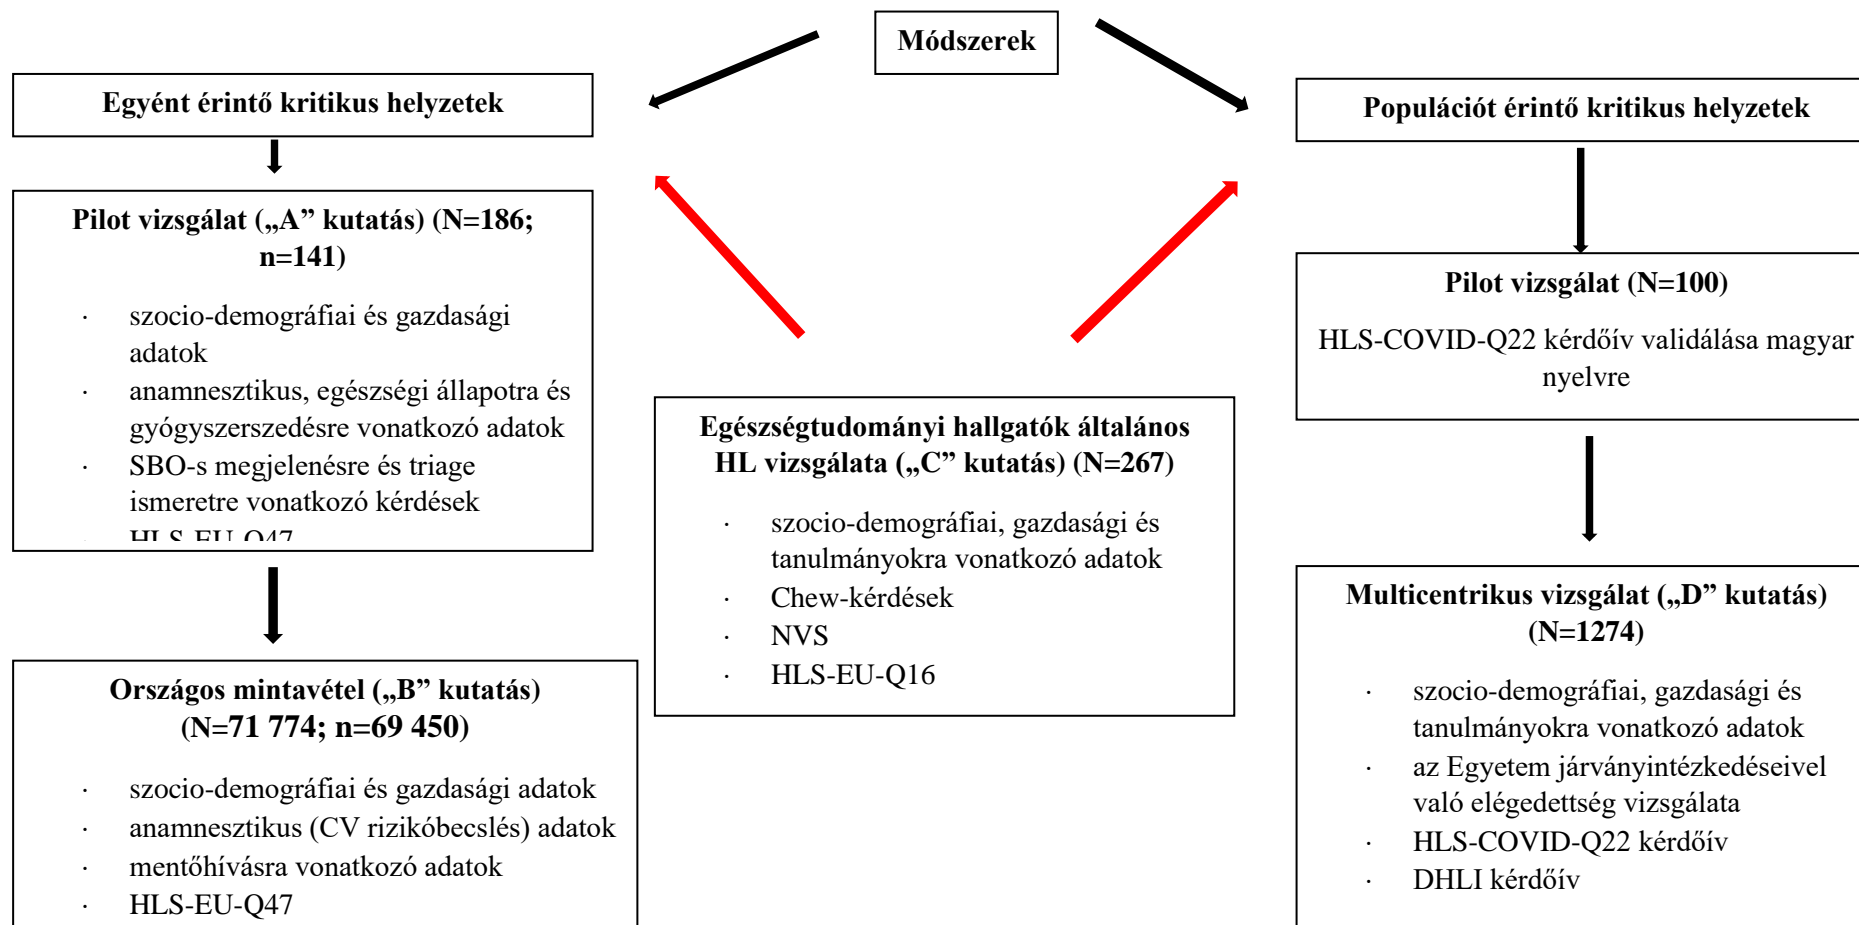 Módszerek
Egyént érintő kritikus helyzetek
Pilot vizsgálat („A” kutatás) (N=186;
n=141)
· szocio-demográfiai és gazdasági
adatok
· anamnesztikus, egészségi állapotra és
gyógyszerszedésre vonatkozó adatok
· SBO-s megjelenésre és triage
ismeretre vonatkozó kérdések
· HLS-EU-Q47
Országos mintavétel („B” kutatás)
(N=71 774; n=69 450)
· szocio-demográfiai és gazdasági adatok
· anamnesztikus (CV rizikóbecslés) adatok
· mentőhívásra vonatkozó adatok
· HLS-EU-Q47
Egészségtudományi hallgatók általános
HL vizsgálata („C” kutatás) (N=267)
· szocio-demográfiai, gazdasági és
tanulmányokra vonatkozó adatok
· Chew-kérdések
· NVS
· HLS-EU-Q16
Populációt érintő kritikus helyzetek
Pilot vizsgálat (N=100)
HLS-COVID-Q22 kérdőív validálása magyar
nyelvre
Multicentrikus vizsgálat („D” kutatás)
(N=1274)
· szocio-demográfiai, gazdasági és
tanulmányokra vonatkozó adatok
· az Egyetem járványintézkedéseivel
való elégedettség vizsgálata
· HLS-COVID-Q22 kérdőív
· DHLI kérdőív